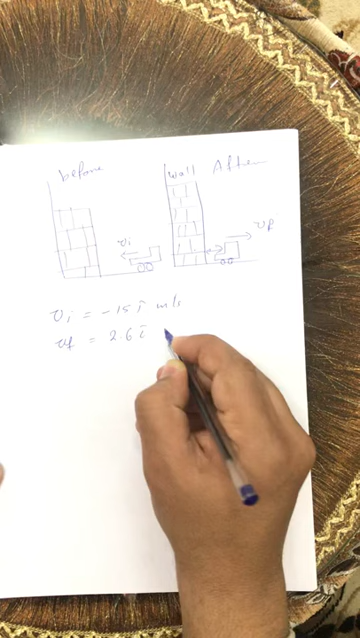 before
Wall After
vi
vf
vi = -15 i m/s
vf = 2.6 i